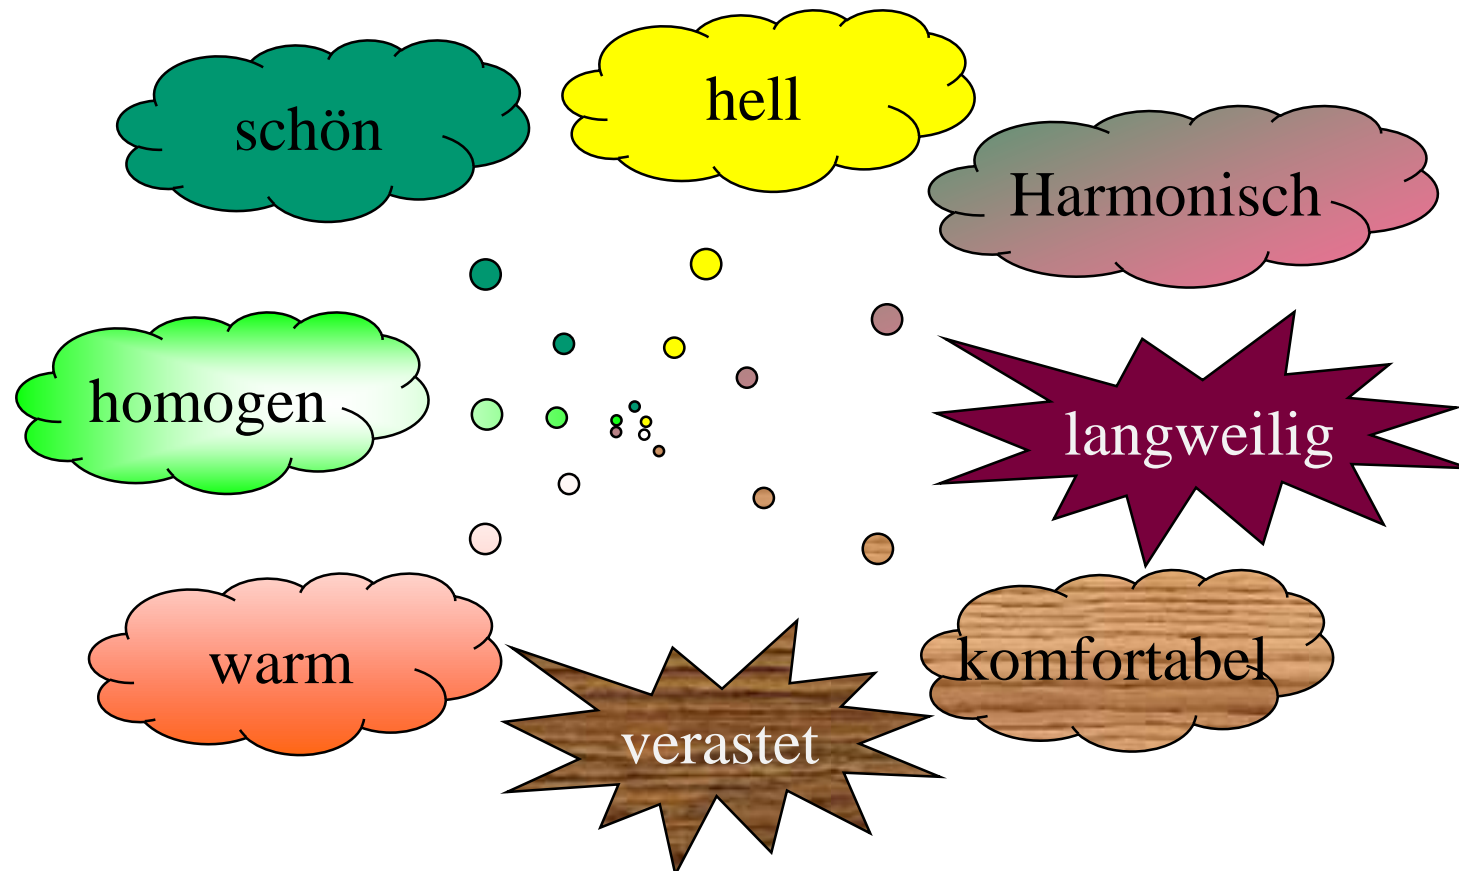 schön
hell
Harmonisch
homogen
langweilig
warm
komfortabel
verastet